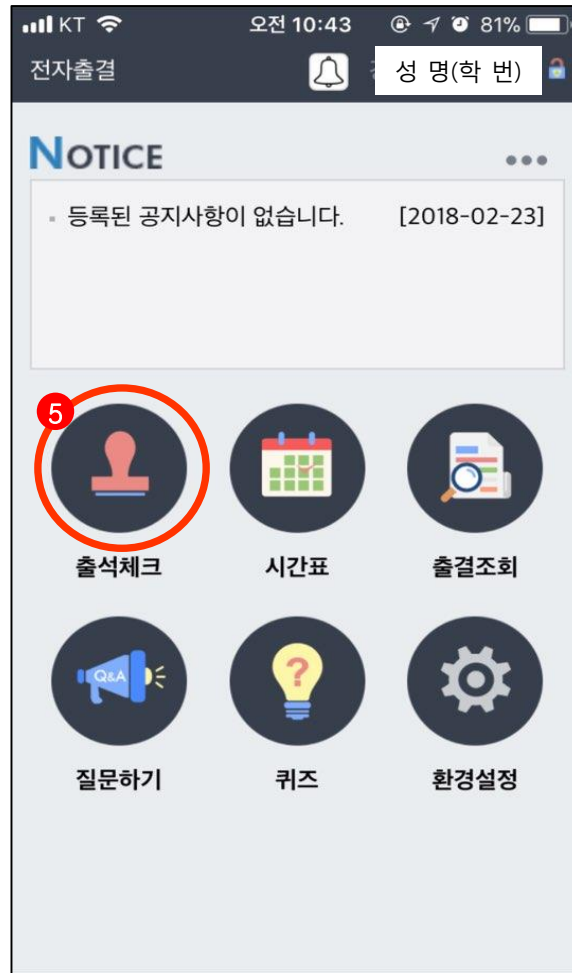 KT 오전 10:43 81%
전자출결 성 명(학 번)
NOTICE
등록된 공지사항이 없습니다. [2018-02-23]
5
출석체크 시간표 출결조회
Q&A ?
질문하기 퀴즈 환경설정